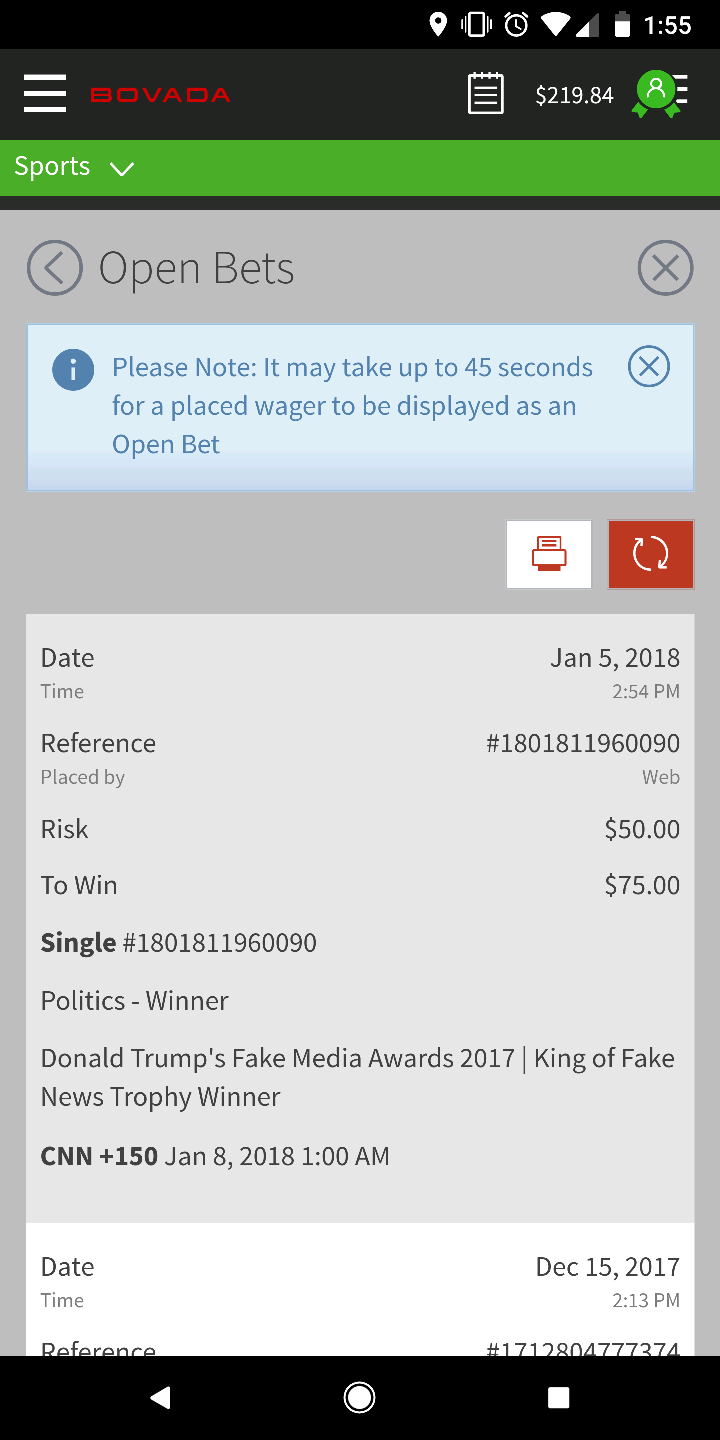 1:55
BOVADA
$219.84
Sports
Open Bets
Please Note: It may take up to 45 seconds
for a placed wager to be displayed as an
Open Bet
Date Jan 5, 2018
Time 2:54 PM
Reference #1801811960090
Placed by Web
Risk $50.00
To Win $75.00
Single #1801811960090
Politics - Winner
Donald Trump's Fake Media Awards 2017 | King of Fake
News Trophy Winner
CNN +150 Jan 8, 2018 1:00 AM
Date Dec 15, 2017
Time 2:13 PM
Reference #1712804777374